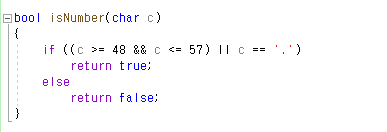 bool isNumber(char c)
{
    if ((c >= 48 && c <= 57) || c == '.')
        return true;
    else
        return false;
}